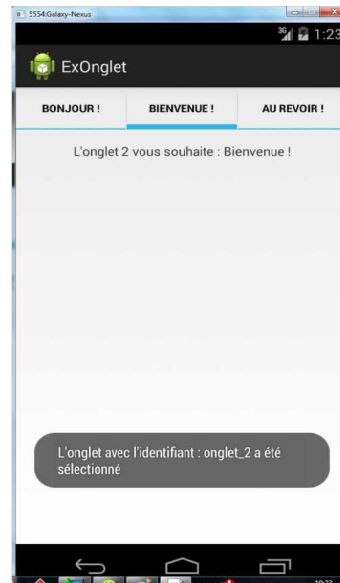 5554:Galaxy-Nexus
3G 1:23
ExOnglet
BONJOUR ! BIENVENUE ! AU REVOIR !
L'onglet 2 vous souhaite : Bienvenue !
L'onglet avec l'identifiant : onglet_2 a été
sélectionné